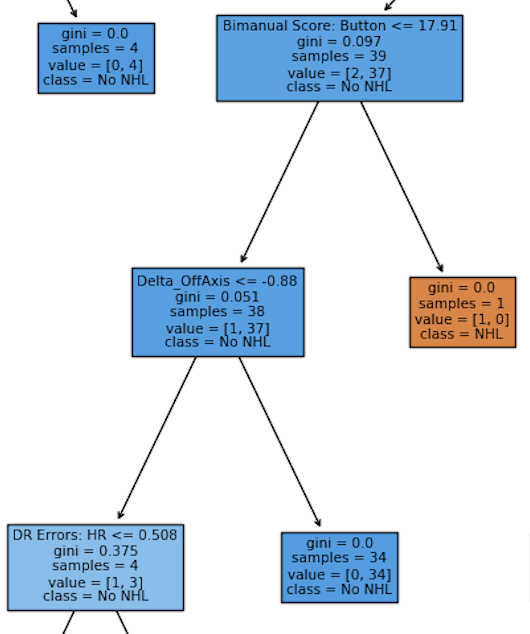 gini = 0.0
samples = 4
value = [0, 4]
class = No NHL
Bimanual Score: Button <= 17.91
gini = 0.097
samples = 39
value = [2, 37]
class = No NHL
Delta_OffAxis <= -0.88
gini = 0.051
samples = 38
value = [1, 37]
class = No NHL
gini = 0.0
samples = 1
value = [1, 0]
class = NHL
DR Errors: HR <= 0.508
gini = 0.375
samples = 4
value = [1, 3]
class = No NHL
gini = 0.0
samples = 34
value = [0, 34]
class = No NHL